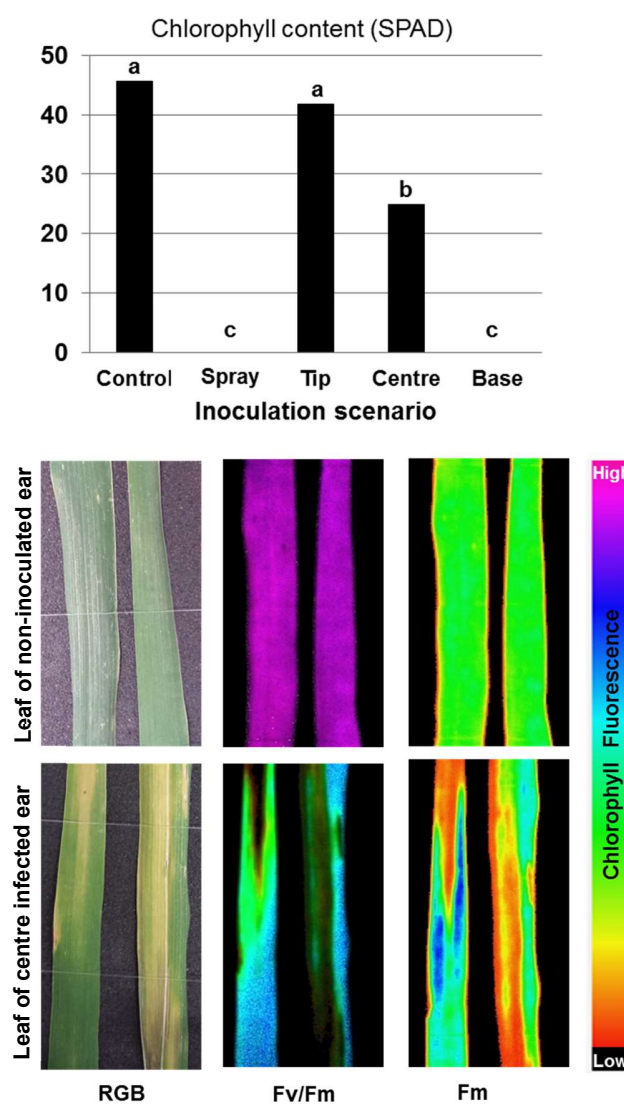 Chlorophyll content (SPAD)
50
40
30
20
10
0
a
c
a
b
c
Control
Spray
Tip
Centre
Base
Inoculation scenario
Leaf of non-inoculated ear
Leaf of centre infected ear
High
Chlorophyll Fluorescence
Low
RGB
Fv/Fm
Fm